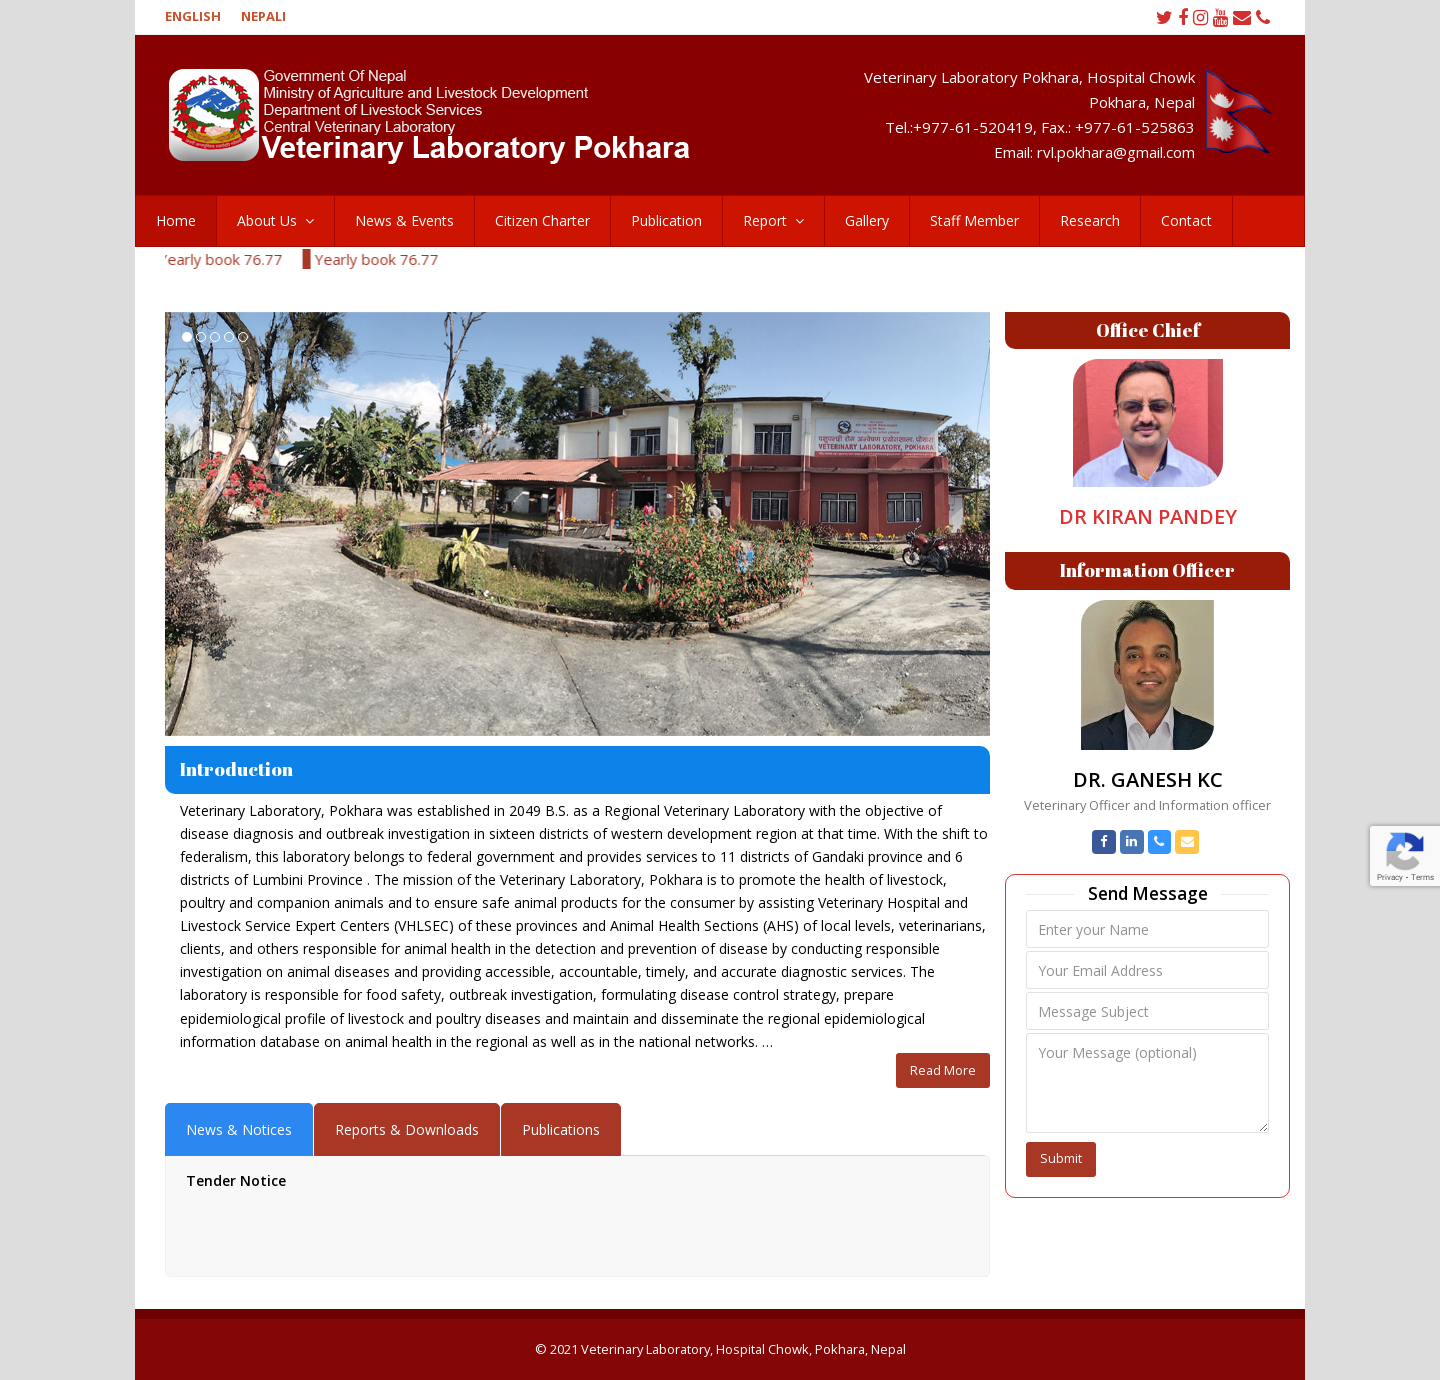 ENGLISH NEPALI
Government Of Nepal
Ministry of Agriculture and Livestock Development
Department of Livestock Services
Central Veterinary Laboratory
Veterinary Laboratory Pokhara
Veterinary Laboratory Pokhara, Hospital Chowk
Pokhara, Nepal
Tel.:+977-61-520419, Fax.: +977-61-525863
Email: rvl.pokhara@gmail.com
Home About Us News & Events Citizen Charter Publication Report Gallery Staff Member Research Contact
Yearly book 76.77 Yearly book 76.77
VETERINARY LABORATORY, POKHARA
Office Chief
DR KIRAN PANDEY
Information Officer
DR. GANESH KC
Veterinary Officer and Information officer
Introduction
Veterinary Laboratory, Pokhara was established in 2049 B.S. as a Regional Veterinary Laboratory with the objective of
disease diagnosis and outbreak investigation in sixteen districts of western development region at that time. With the shift to
federalism, this laboratory belongs to federal government and provides services to 11 districts of Gandaki province and 6
districts of Lumbini Province . The mission of the Veterinary Laboratory, Pokhara is to promote the health of livestock,
poultry and companion animals and to ensure safe animal products for the consumer by assisting Veterinary Hospital and
Livestock Service Expert Centers (VHLSEC) of these provinces and Animal Health Sections (AHS) of local levels, veterinarians,
clients, and others responsible for animal health in the detection and prevention of disease by conducting responsible
investigation on animal diseases and providing accessible, accountable, timely, and accurate diagnostic services. The
laboratory is responsible for food safety, outbreak investigation, formulating disease control strategy, prepare
epidemiological profile of livestock and poultry diseases and maintain and disseminate the regional epidemiological
information database on animal health in the regional as well as in the national networks. …
Read More
Send Message
Enter your Name
Your Email Address
Message Subject
Your Message (optional)
Submit
Privacy - Terms
News & Notices Reports & Downloads Publications
Tender Notice
© 2021 Veterinary Laboratory, Hospital Chowk, Pokhara, Nepal